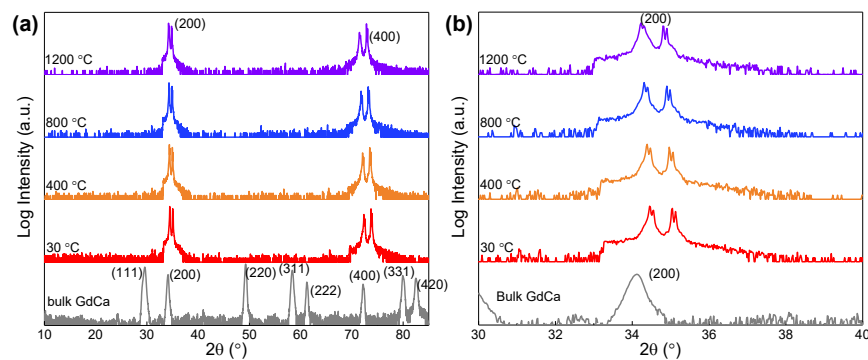 (a)
Log Intensity (a.u.)
1200 °C
(200)
(400)
800 °C
400 °C
30 °C
bulk GdCa
(111)
(200)
(220)
(311)
(222)
(400)
(331)
(420)
10 20 30 40 50 60 70 80
2θ (°)
(b)
Log Intensity (a.u.)
1200 °C
(200)
800 °C
400 °C
30 °C
Bulk GdCa
(200)
30 32 34 36 38 40
2θ (°)